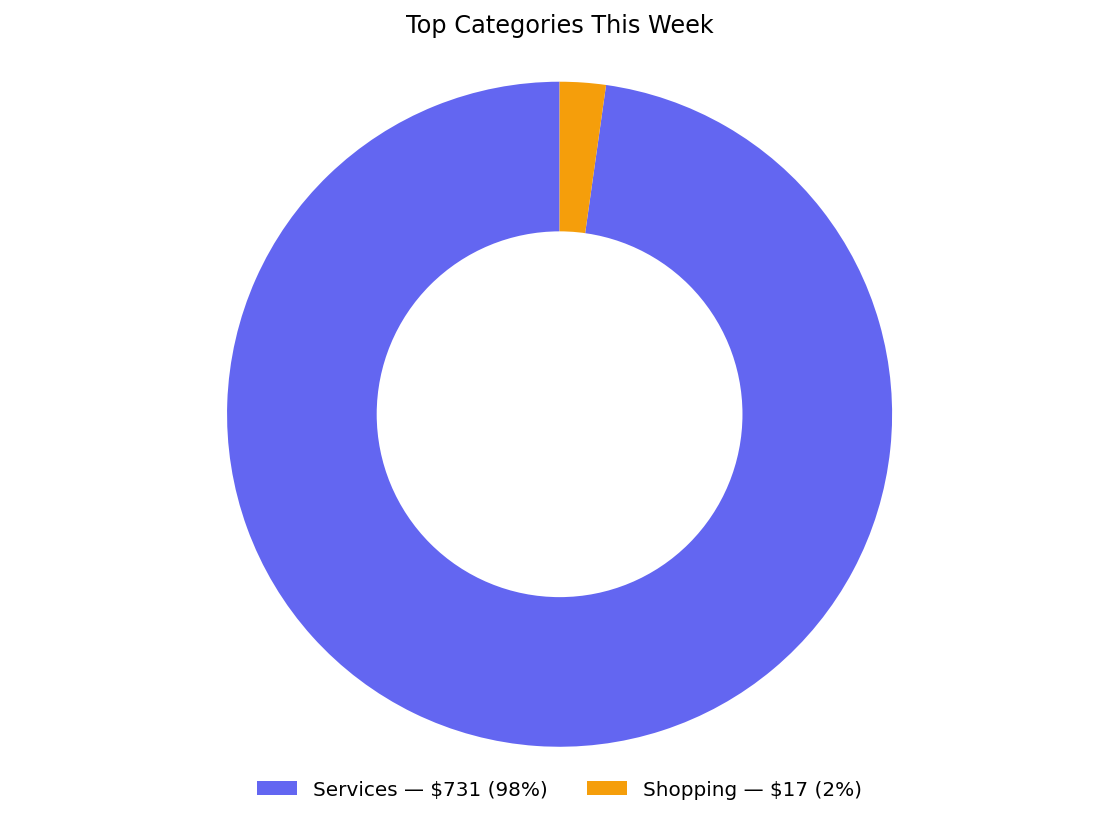 Top Categories This Week
Services — $731 (98%)
Shopping — $17 (2%)